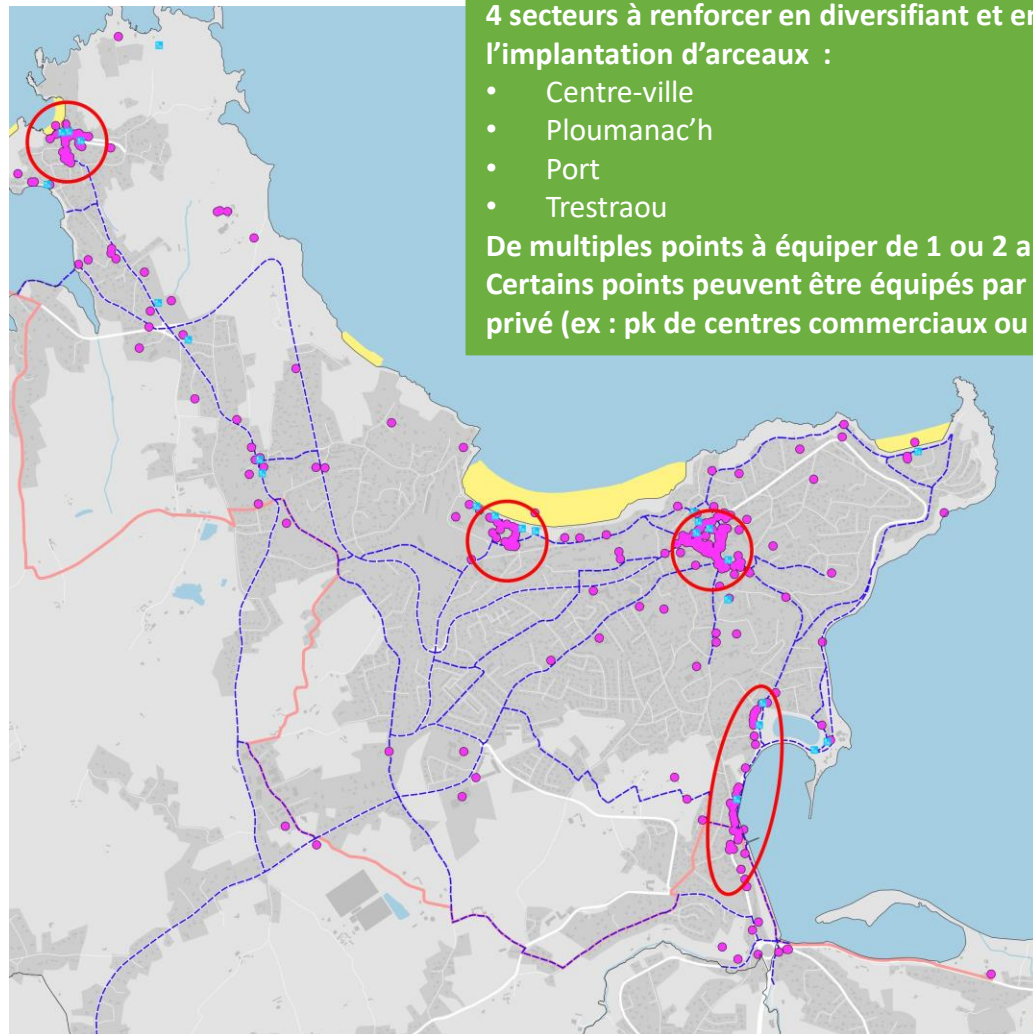 4 secteurs à renforcer en diversifiant et en
l’implantation d’arceaux :
• Centre-ville
• Ploumanac’h
• Port
• Trestraou
De multiples points à équiper de 1 ou 2 a
Certains points peuvent être équipés par
privé (ex : pk de centres commerciaux ou